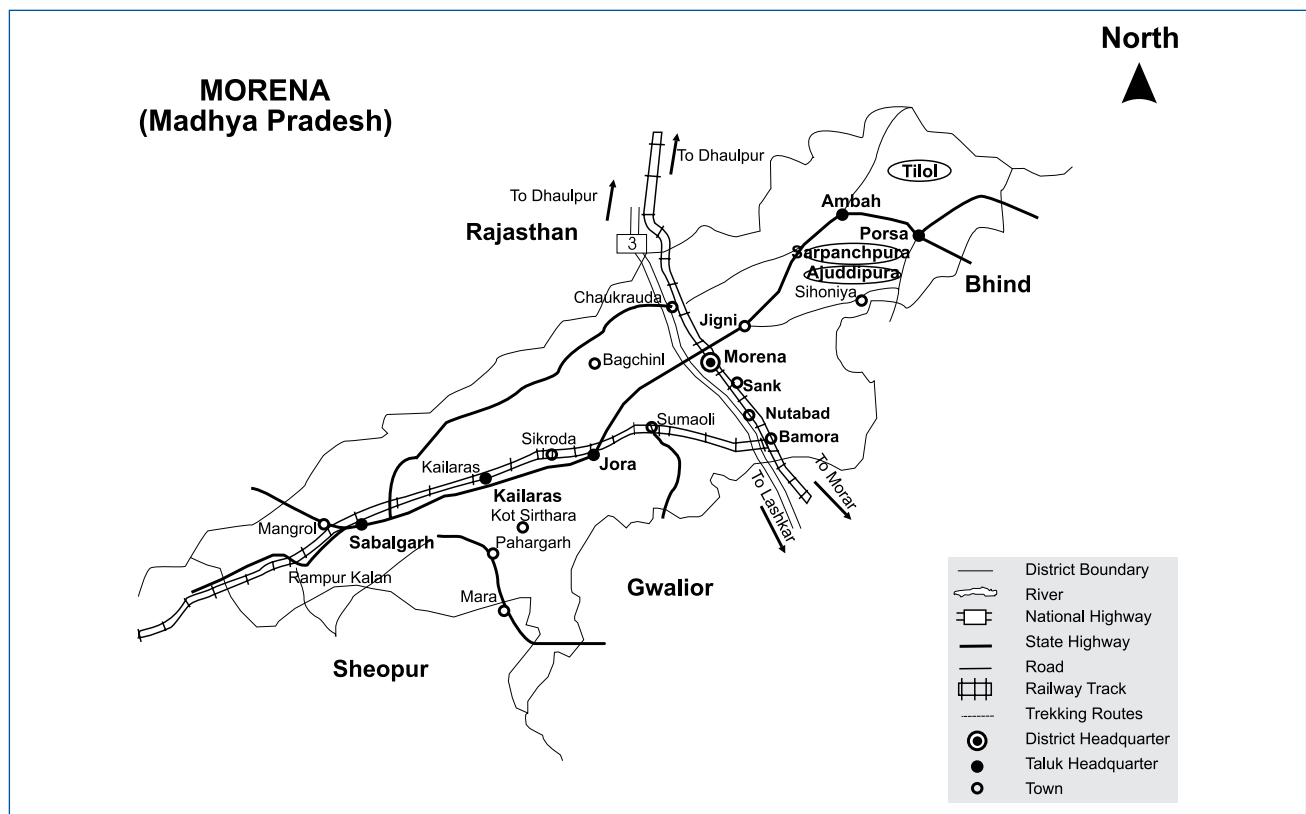 North
MORENA
(Madhya Pradesh)
To Dhaulpur
To Dhaulpur
Tilol
Ambah
Rajasthan
Porsa
3
Sarpanchpura
Ajuddipura
Bhind
Sihoniya
Chaukrauda
Jigni
Morena
Bagchinl
Sank
Nutabad
Sumaoli
Bamora
Sikroda
Kailaras
Jora
To Morar
To Lashkar
Kailaras
Kot Sirthara
Mangrol
Sabalgarh
Pahargarh
Rampur Kalan
Gwalior
Mara
Sheopur
District Boundary
River
National Highway
State Highway
Road
Railway Track
Trekking Routes
District Headquarter
Taluk Headquarter
Town